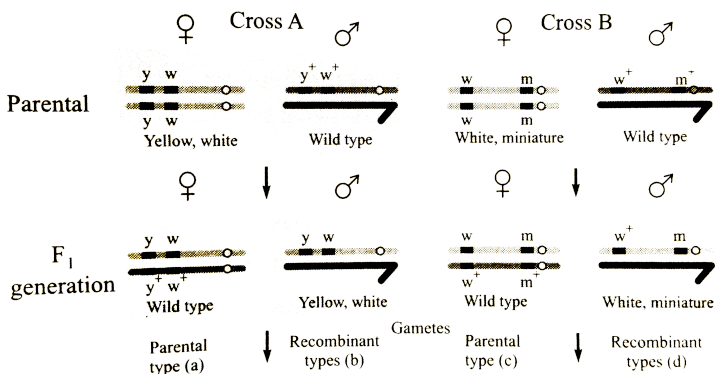 ♀ Cross A ♂ ♀ Cross B ♂
y w y⁺ w⁺ w m w⁺ m⁺
Parental
y w w m
Yellow, white Wild type White, miniature Wild type
♀ ♂ ♀ ♂
y w y w w m w⁺ m
F₁
generation
y⁺ w⁺ w⁺ m⁺
Wild type Yellow, white Wild type White, miniature
Gametes
Parental Recombinant Parental Recombinant
type (a) types (b) type (c) types (d)